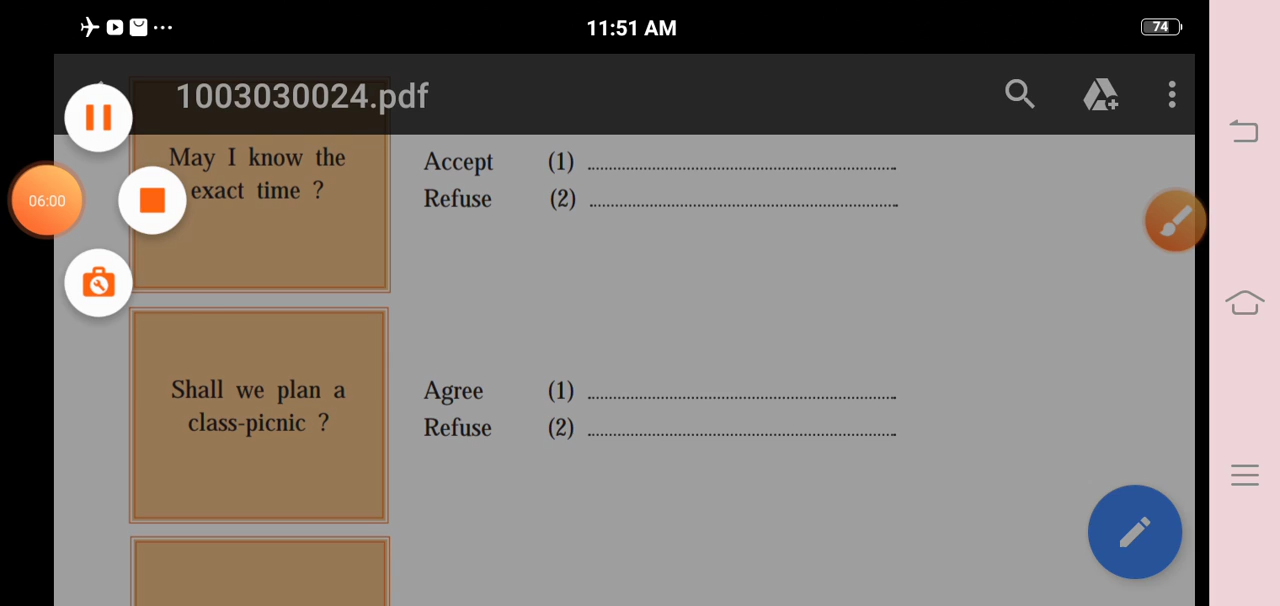 11:51 AM
74
1003030024.pdf
May I know the
exact time ?
Accept (1) ........................................
Refuse (2) ........................................
06:00
Shall we plan a
class-picnic ?
Agree (1) ........................................
Refuse (2) ........................................